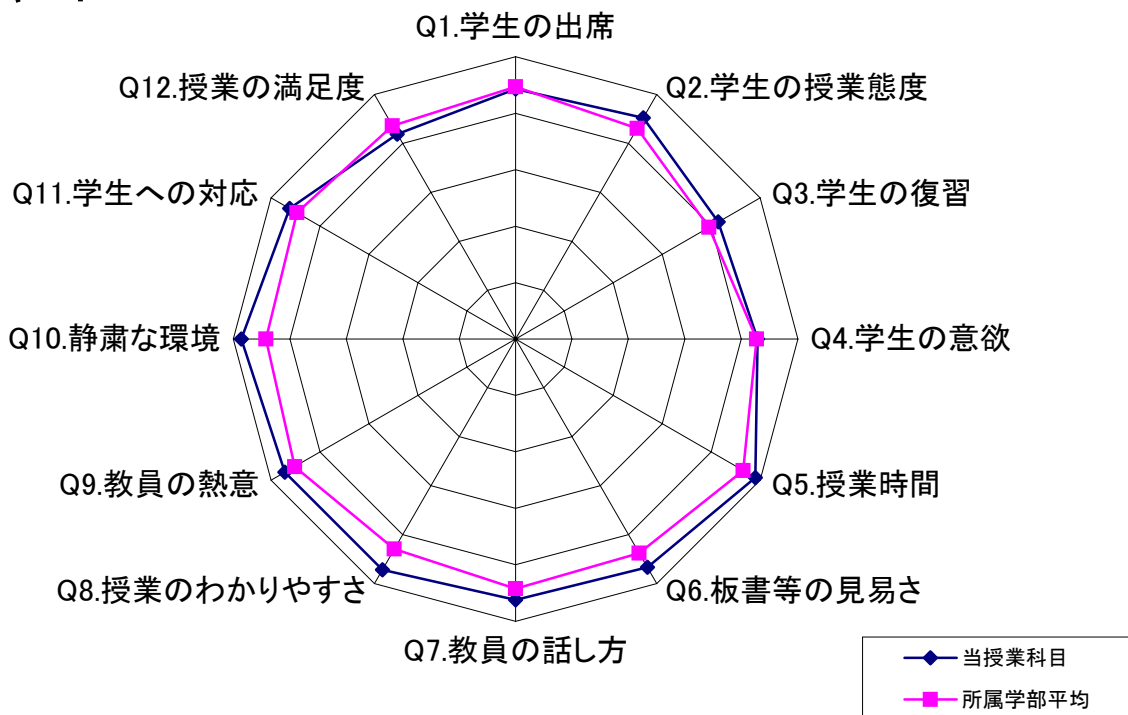 Q1.学生の出席
Q2.学生の授業態度
Q3.学生の復習
Q4.学生の意欲
Q5.授業時間
Q6.板書等の見易さ
Q7.教員の話し方
Q8.授業のわかりやすさ
Q9.教員の熱意
Q10.静粛な環境
Q11.学生への対応
Q12.授業の満足度
当授業科目
所属学部平均